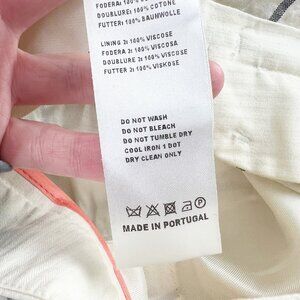 FODERA: 100% COTONE
DOUBLURE: 100% COTONE
FUTTER: 100% BAUMWOLLE
LINING 2: 100% VISCOSE
FODERA 2: 100% VISCOSA
DOUBLURE 2: 100% VISCOSE
FUTTER 2: 100% VISKOSE
DO NOT WASH
DO NOT BLEACH
DO NOT TUMBLE DRY
COOL IRON 1 DOT
DRY CLEAN ONLY
P
MADE IN PORTUGAL